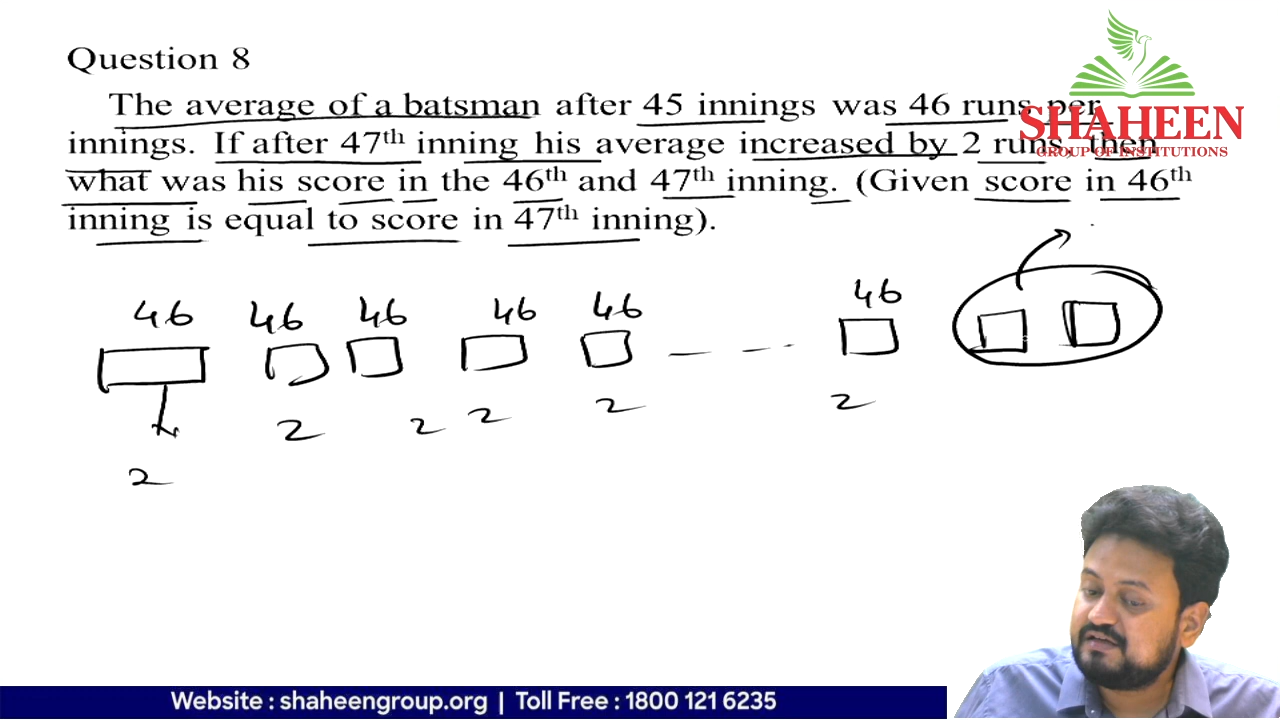 Question 8
The average of a batsman after 45 innings was 46 runs per
innings. If after 47th inning his average increased by 2 runs, then
what was his score in the 46th and 47th inning. (Given score in 46th
inning is equal to score in 47th inning).
SHAHEEN
GROUP OF INSTITUTIONS
46 46 46 46 46 46
2 2 2 2 2 2
Website : shaheengroup.org | Toll Free : 1800 121 6235